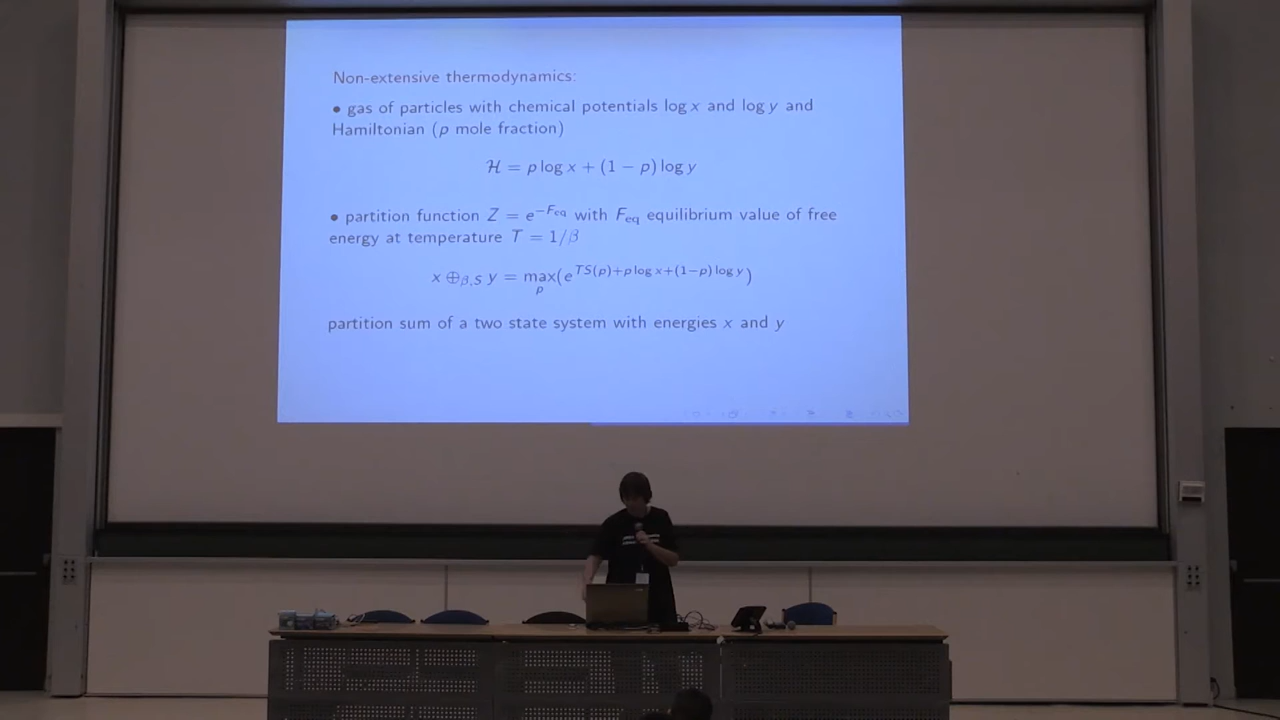 Non-extensive thermodynamics:
• gas of particles with chemical potentials log x and log y and
Hamiltonian (p mole fraction)
ℋ = p log x + (1 − p) log y
• partition function Z = e^{−F_eq} with F_eq equilibrium value of free
energy at temperature T = 1/β
x ⊕_{β,S} y = max_p(e^{TS(p)+p log x+(1−p) log y})
partition sum of a two state system with energies x and y